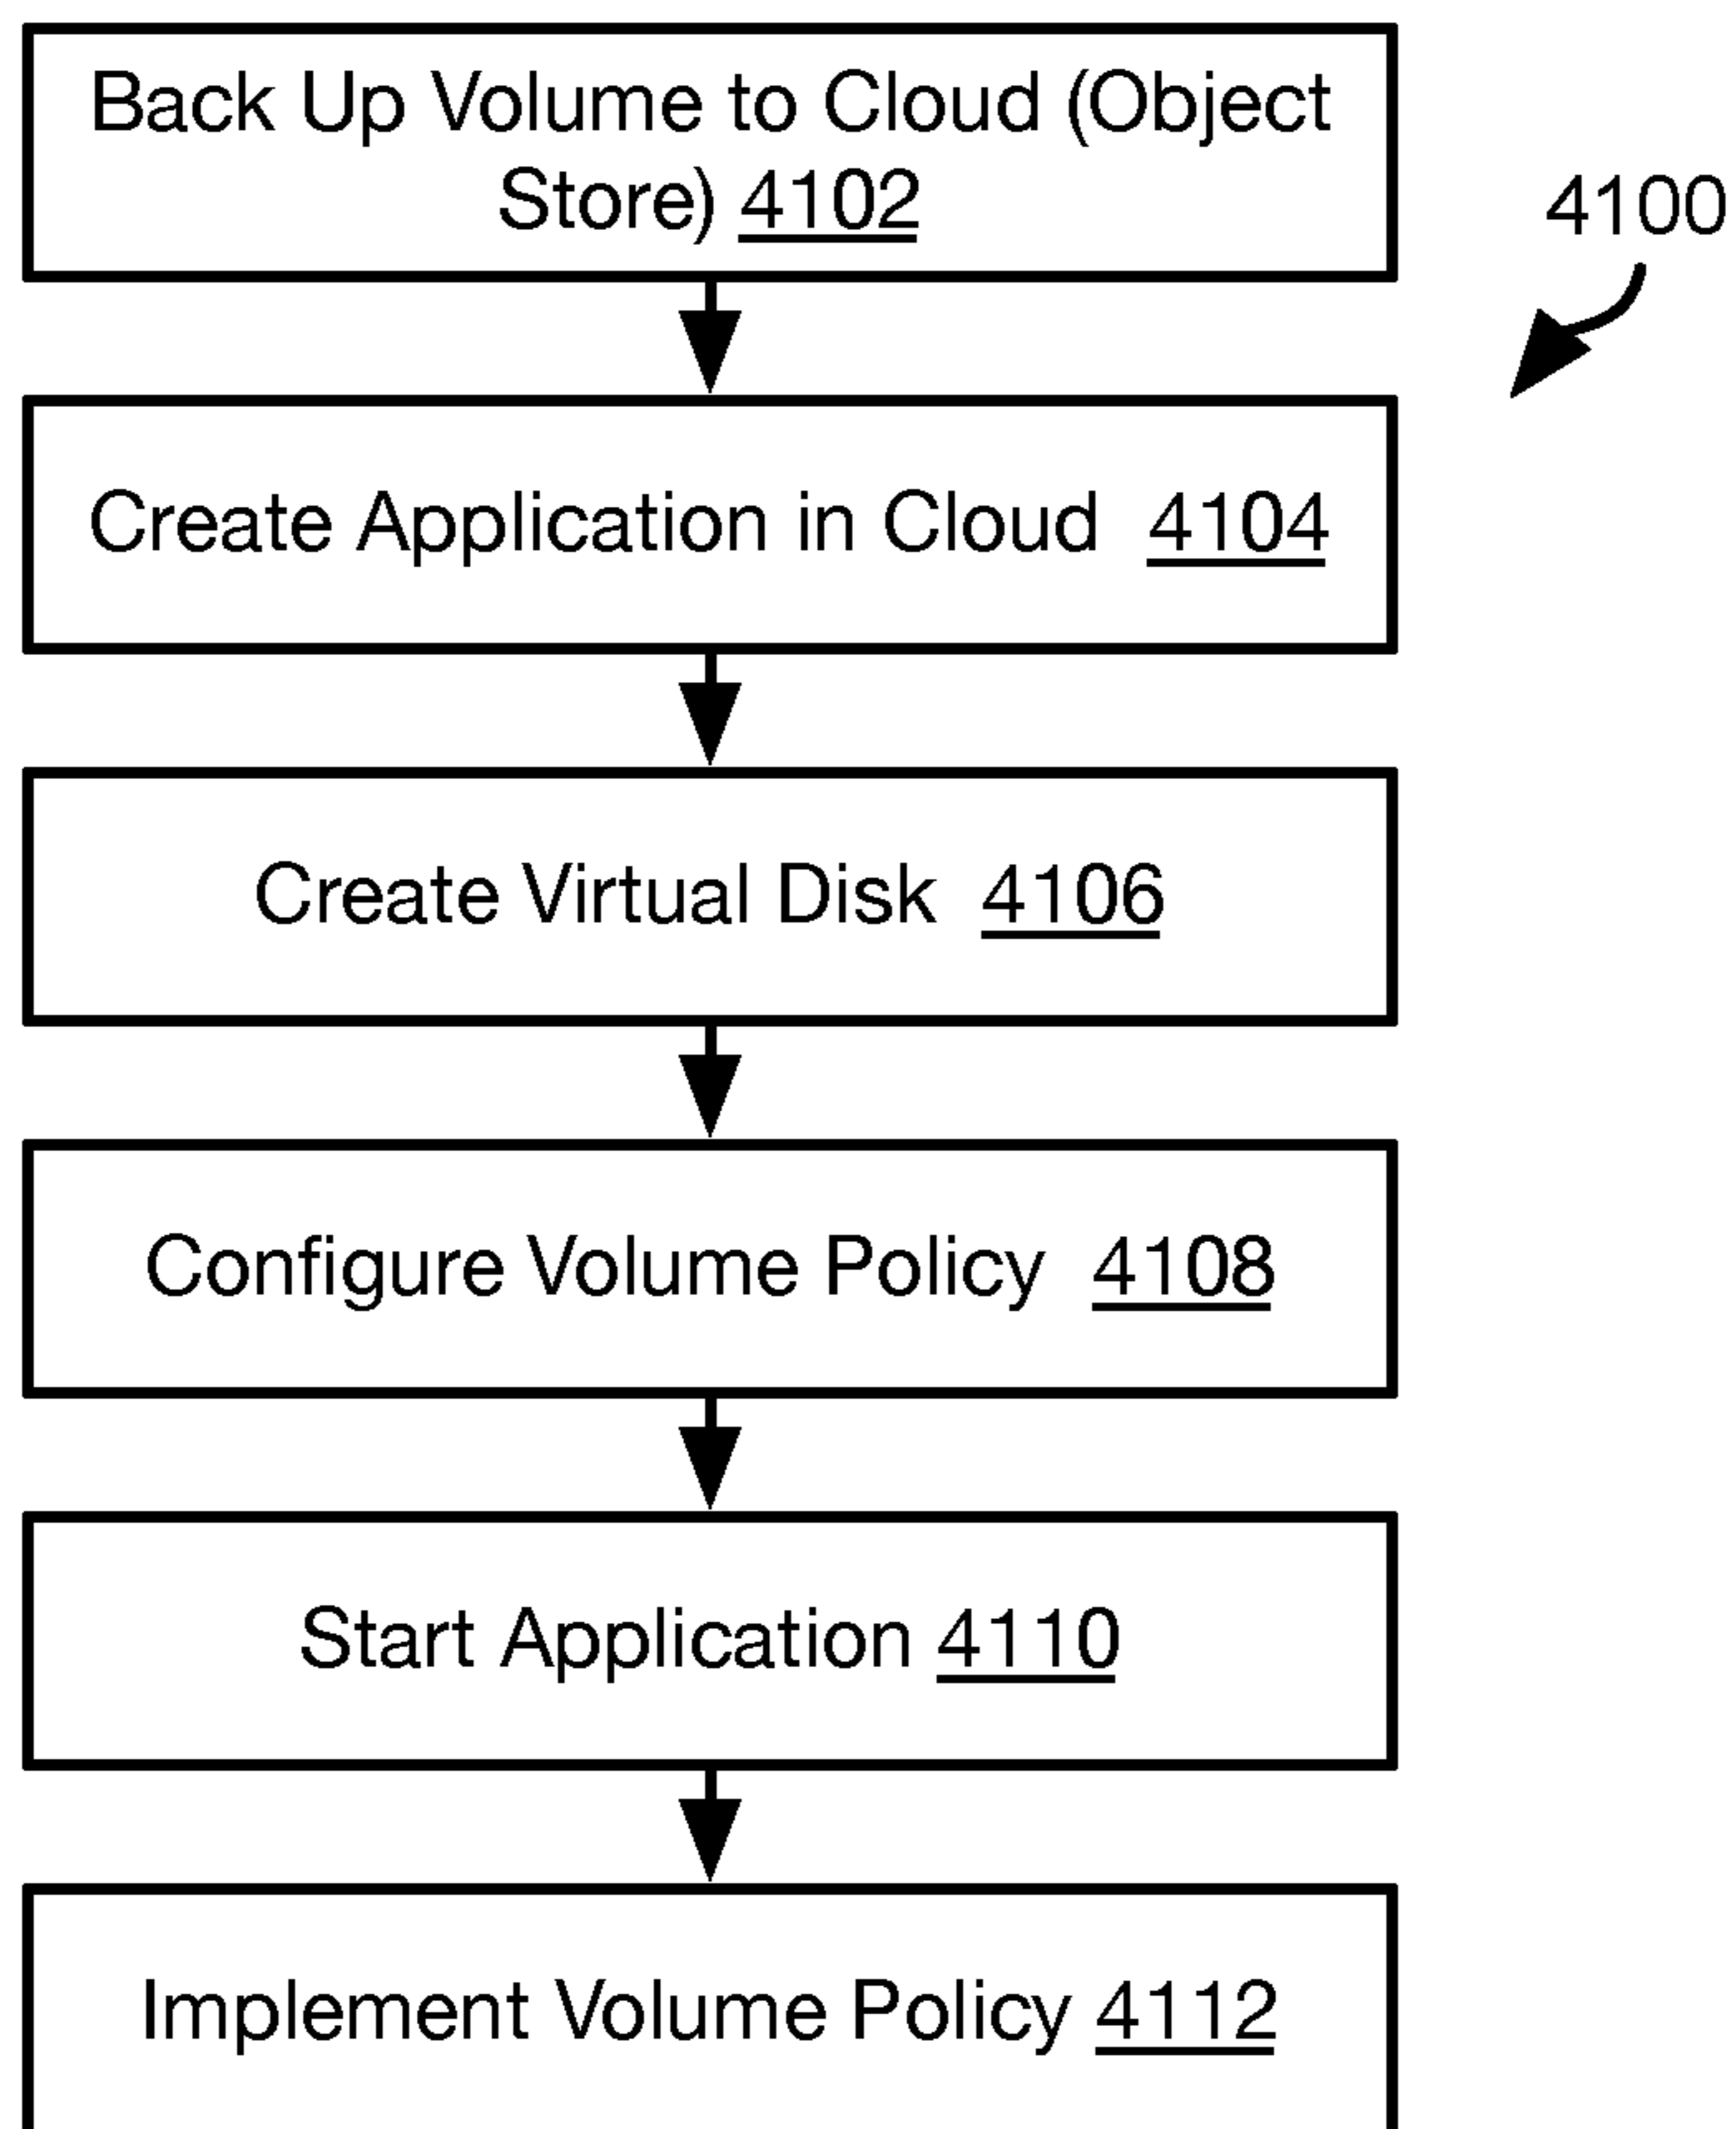 Back Up Volume to Cloud (Object
Store) 4102
4100
Create Application in Cloud 4104
Create Virtual Disk 4106
Configure Volume Policy 4108
Start Application 4110
Implement Volume Policy 4112